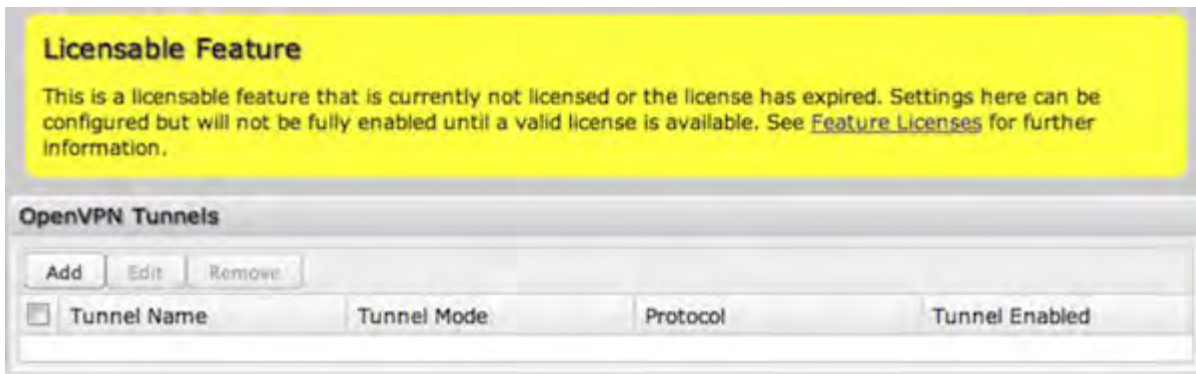 Licensable Feature
This is a licensable feature that is currently not licensed or the license has expired. Settings here can be
configured but will not be fully enabled until a valid license is available. See Feature Licenses for further
information.
OpenVPN Tunnels
Add Edit Remove
Tunnel Name Tunnel Mode Protocol Tunnel Enabled